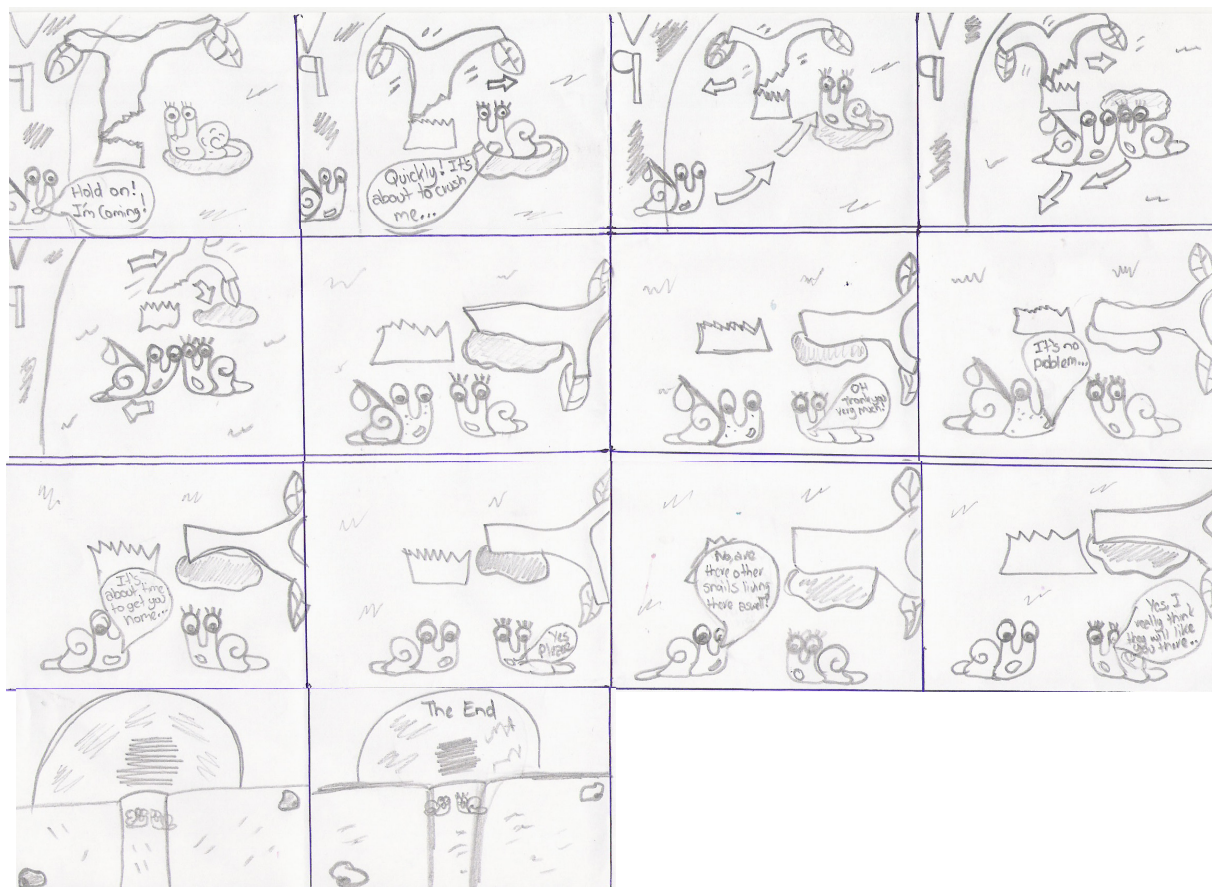 Hold on!
I'm Coming!
Quickly! It's
about to crush
me...
OH
Thank you
very much!
It's no
poblem...
It's
about time
to get you
home...
Yes
please
No, are
there other
snails living
there aswell?
Yes, I
really think
they will like
you there..
The End